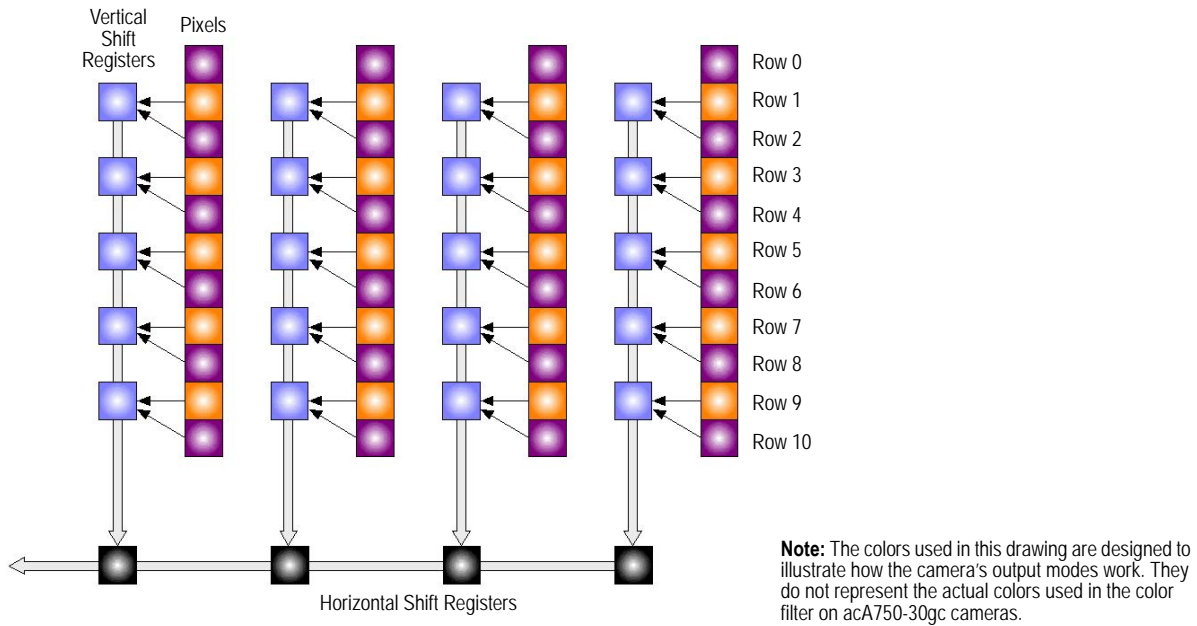 Vertical
Shift
Registers
Pixels
Row 0
Row 1
Row 2
Row 3
Row 4
Row 5
Row 6
Row 7
Row 8
Row 9
Row 10
Horizontal Shift Registers
Note: The colors used in this drawing are designed to
illustrate how the camera's output modes work. They
do not represent the actual colors used in the color
filter on acA750-30gc cameras.